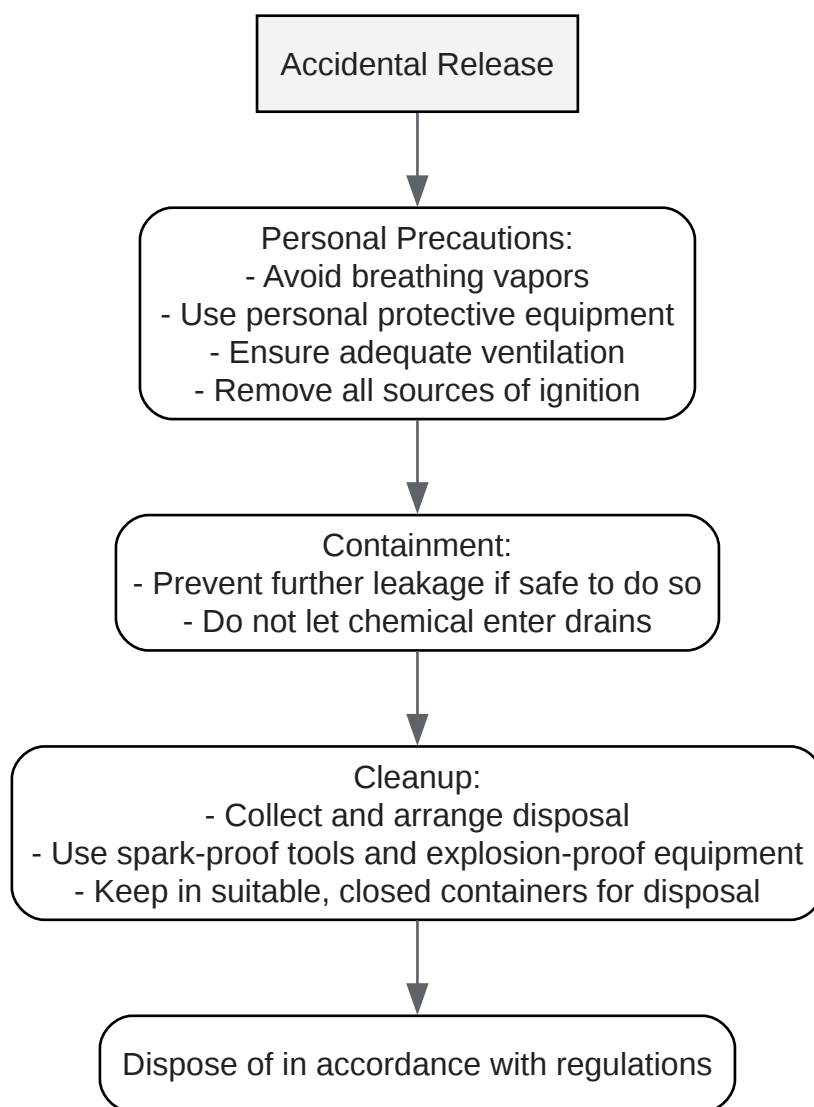 Accidental Release
Personal Precautions:
- Avoid breathing vapors
- Use personal protective equipment
- Ensure adequate ventilation
- Remove all sources of ignition
Containment:
- Prevent further leakage if safe to do so
- Do not let chemical enter drains
Cleanup:
- Collect and arrange disposal
- Use spark-proof tools and explosion-proof equipment
- Keep in suitable, closed containers for disposal
Dispose of in accordance with regulations